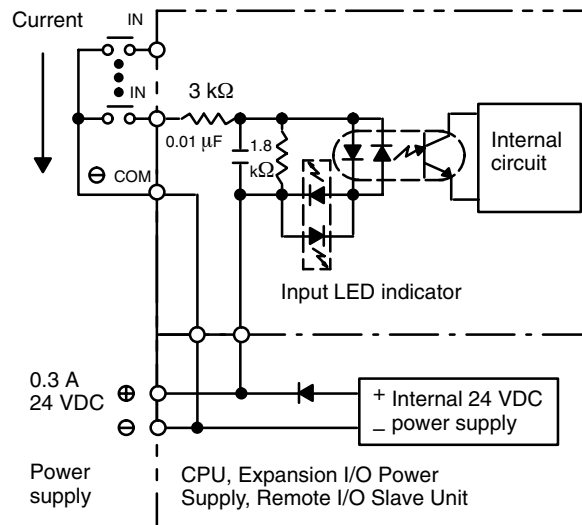 Current
IN
IN
3 kΩ
0.01 µF
1.8
kΩ
Internal
circuit
⊖ COM
Input LED indicator
0.3 A
24 VDC
⊕
⊖
+ Internal 24 VDC
– power supply
Power
supply
CPU, Expansion I/O Power
Supply, Remote I/O Slave Unit